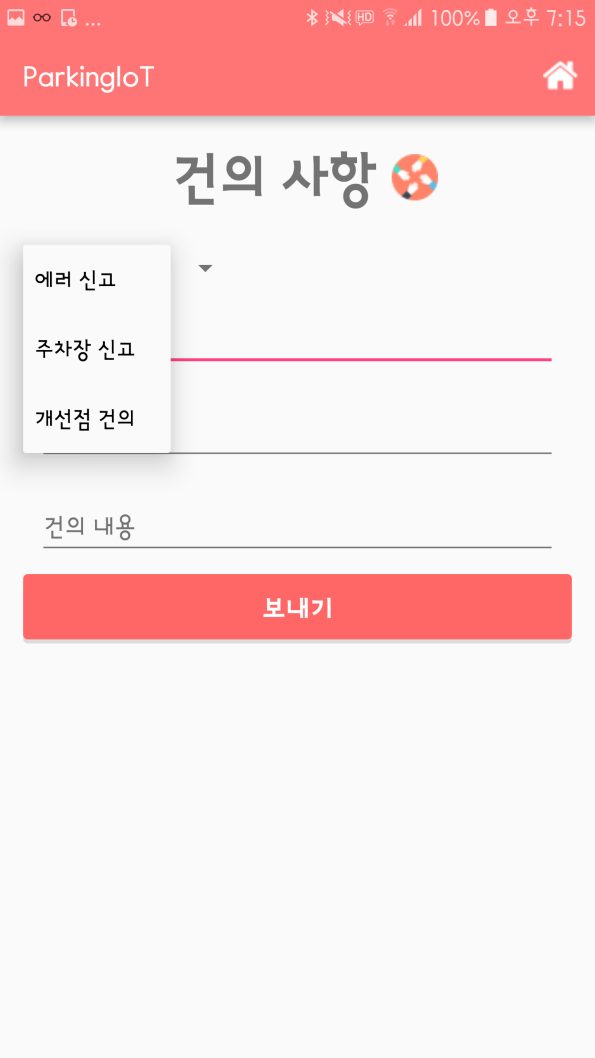 ... HD 100% 오후 7:15
ParkingIoT
건의 사항
에러 신고
주차장 신고
개선점 건의
건의 내용
보내기